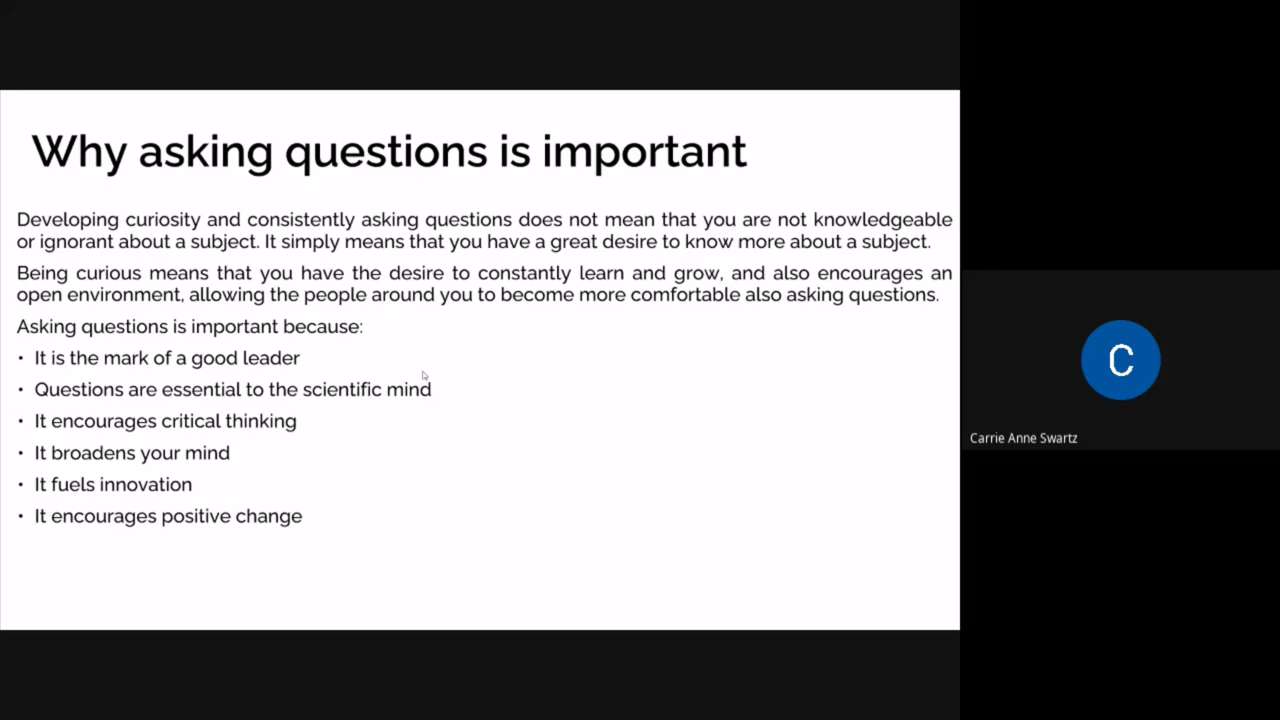 Why asking questions is important
Developing curiosity and consistently asking questions does not mean that you are not knowledgeable
or ignorant about a subject. It simply means that you have a great desire to know more about a subject.
Being curious means that you have the desire to constantly learn and grow, and also encourages an
open environment, allowing the people around you to become more comfortable also asking questions.
Asking questions is important because:
• It is the mark of a good leader
• Questions are essential to the scientific mind
• It encourages critical thinking
• It broadens your mind
• It fuels innovation
• It encourages positive change
C
Carrie Anne Swartz